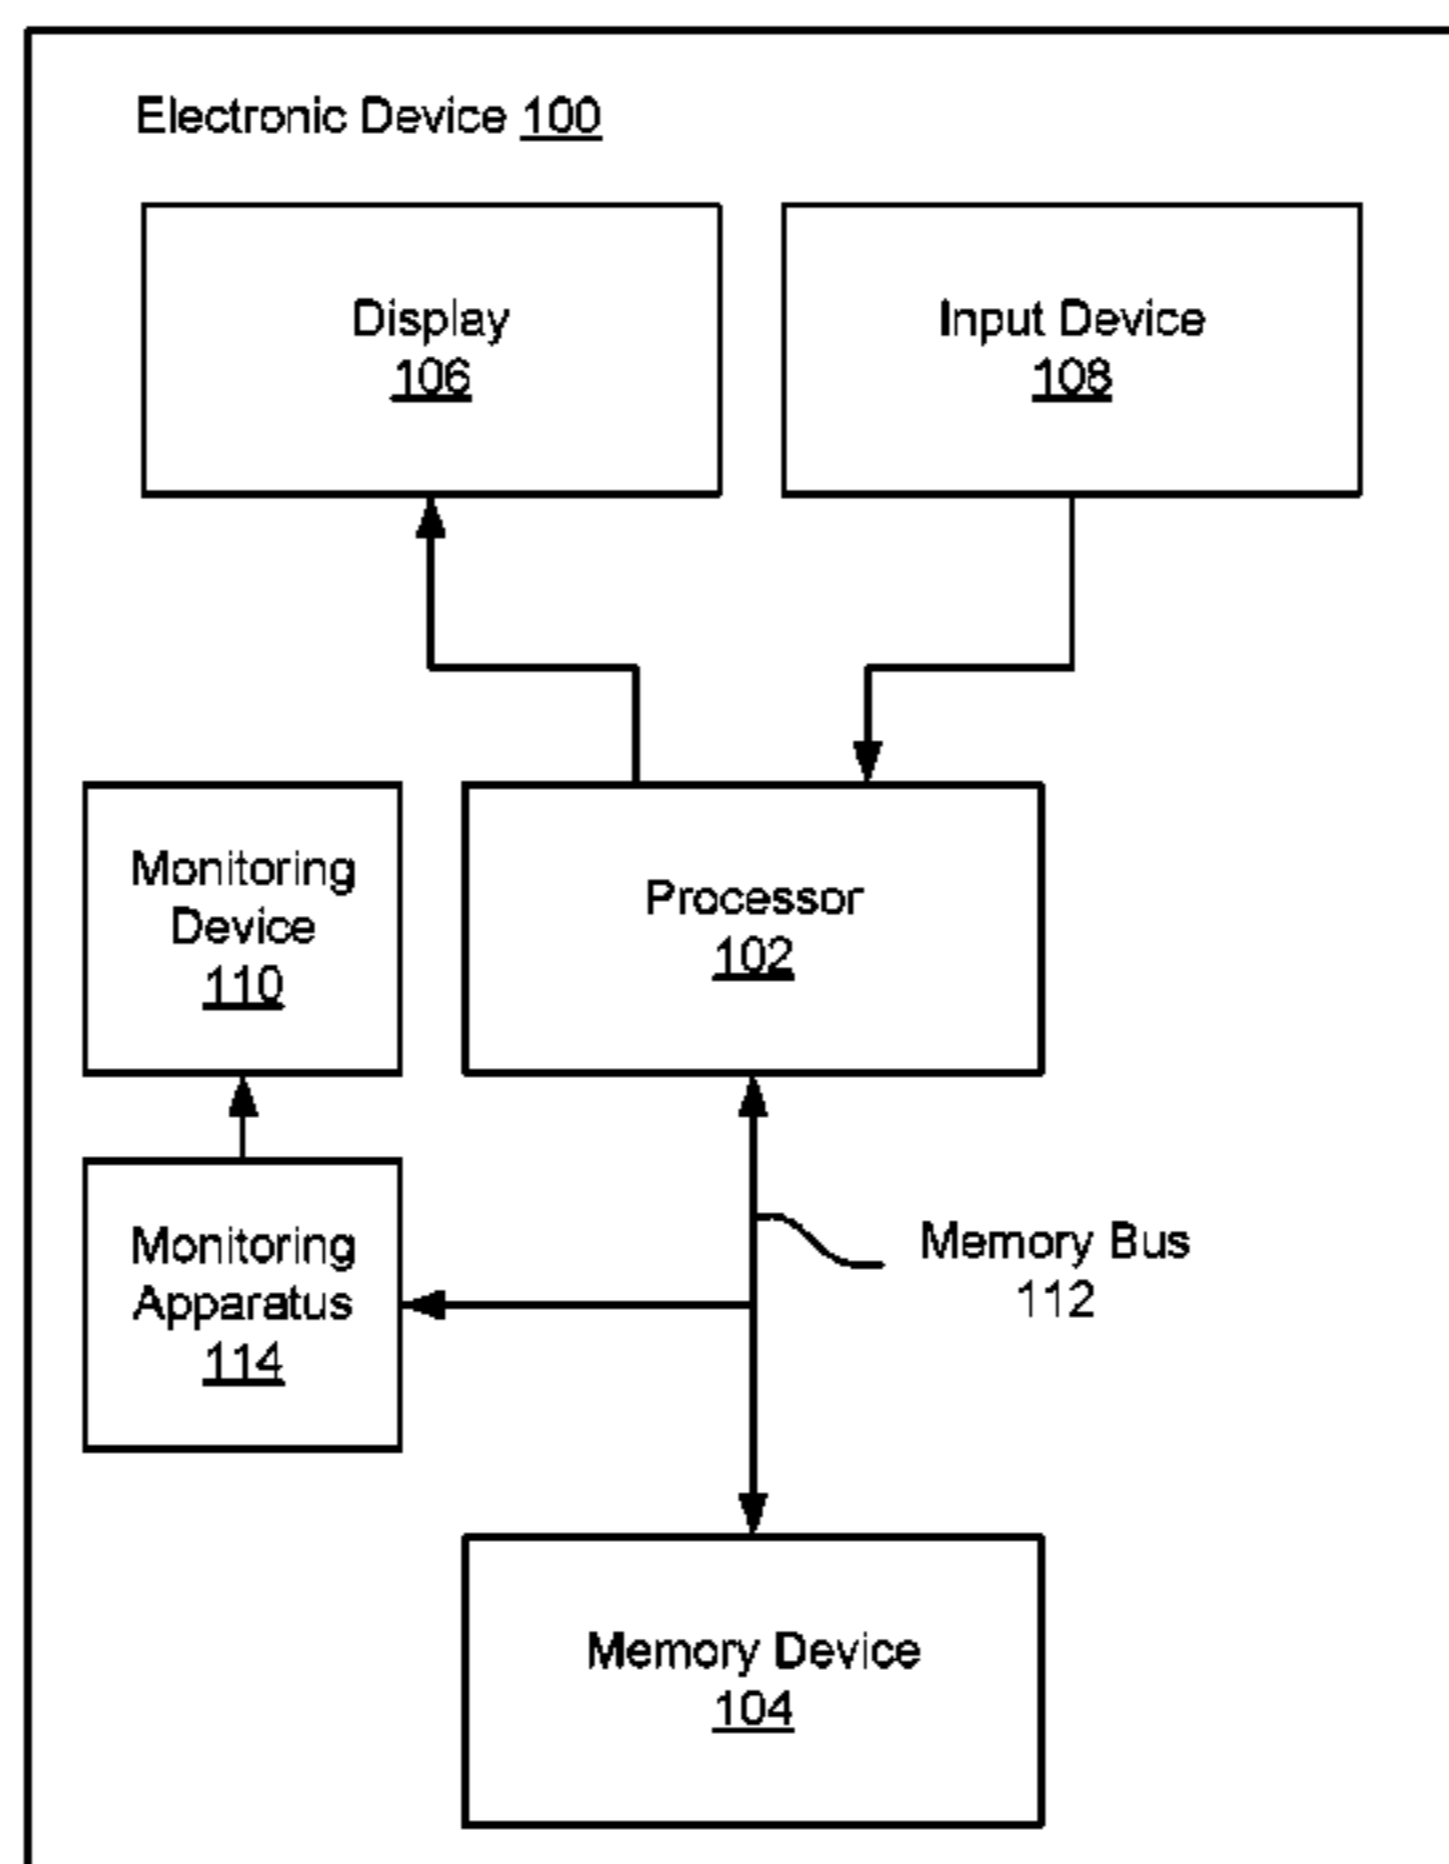 Electronic Device 100
Display
106
Input Device
108
Monitoring
Device
110
Processor
102
Monitoring
Apparatus
114
Memory Bus
112
Memory Device
104